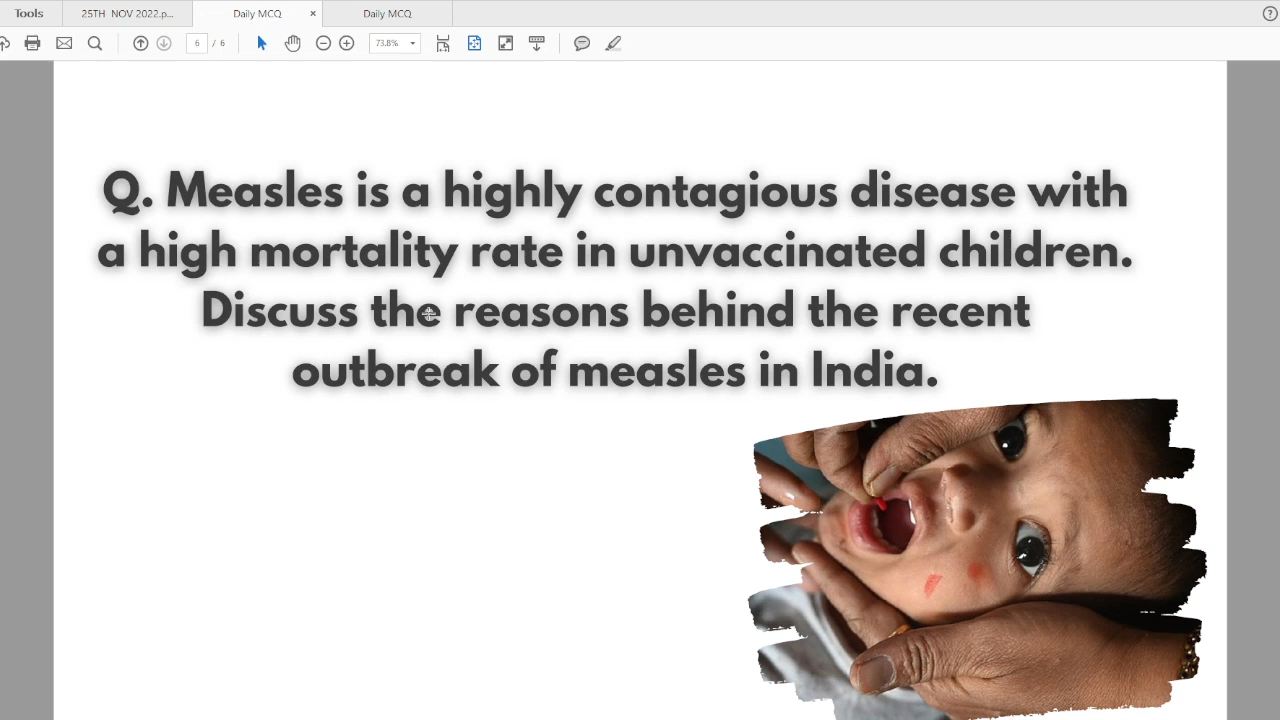 Tools
25TH NOV 2022.p...
Daily MCQ
×
Daily MCQ
6 / 6
73.8%
Q. Measles is a highly contagious disease with
a high mortality rate in unvaccinated children.
Discuss the reasons behind the recent
outbreak of measles in India.